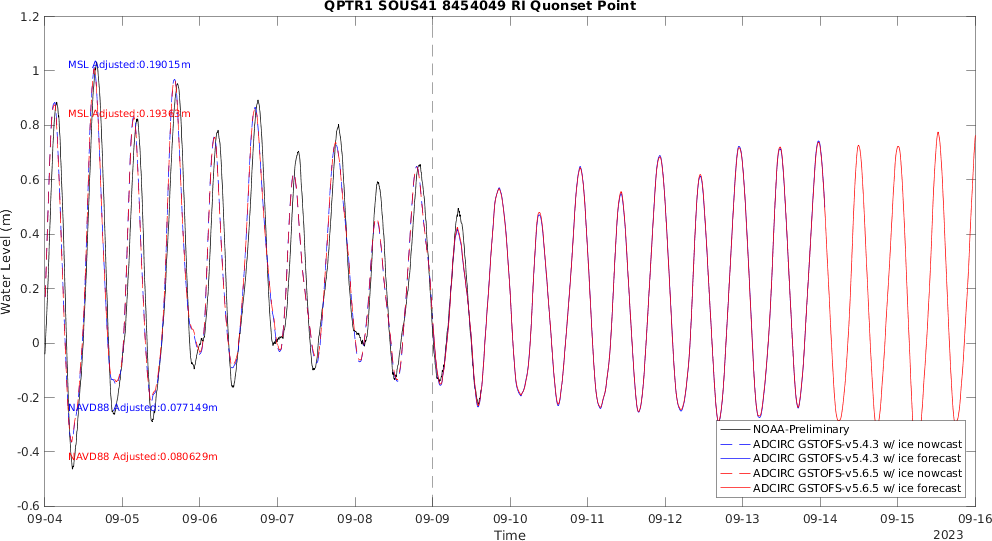 QPTR1 SOUS41 8454049 RI Quonset Point
1.2
1
0.8
0.6
0.4
0.2
0
-0.2
-0.4
-0.6
Water Level (m)
MSL Adjusted:0.19015m
MSL Adjusted:0.19363m
NAVD88 Adjusted:0.077149m
NAVD88 Adjusted:0.080629m
NOAA-Preliminary
ADCIRC GSTOFS-v5.4.3 w/ ice nowcast
ADCIRC GSTOFS-v5.4.3 w/ ice forecast
ADCIRC GSTOFS-v5.6.5 w/ ice nowcast
ADCIRC GSTOFS-v5.6.5 w/ ice forecast
09-04 09-05 09-06 09-07 09-08 09-09 09-10 09-11 09-12 09-13 09-14 09-15 09-16
Time
2023